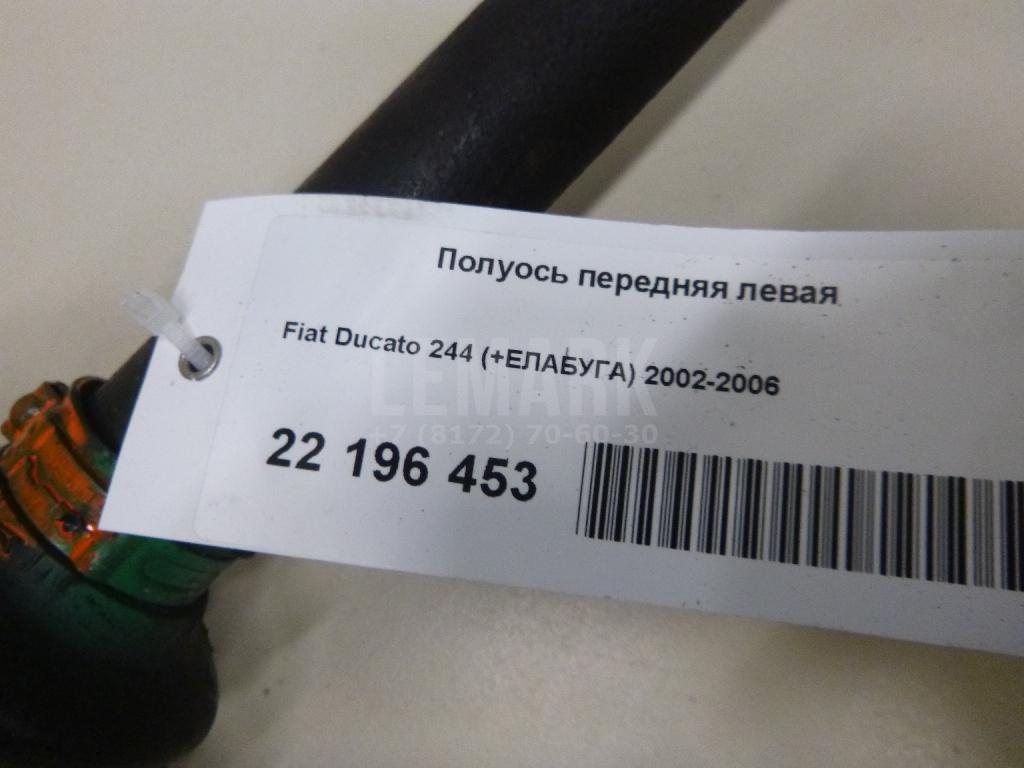 Полуось передняя левая
Fiat Ducato 244 (+ЕЛАБУГА) 2002-2006
LEMARK
+7 (8172) 70-60-30
22 196 453